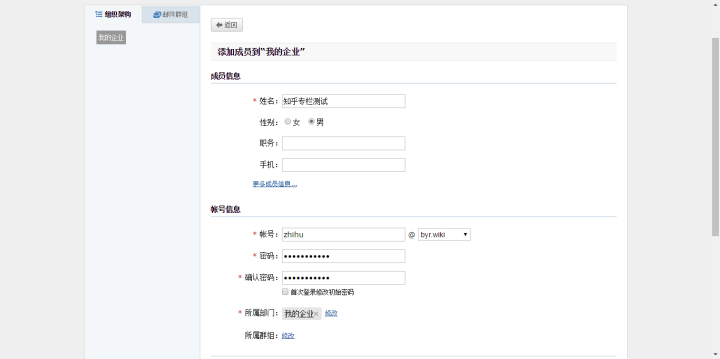 组织架构
邮件群组
我的企业
返回
添加成员到“我的企业”
成员信息
* 姓名： 知乎专栏测试
性别： 女 男
职务：
手机：
更多成员信息...
帐号信息
* 帐号： zhihu @ byr.wiki
* 密码： •••••••••••
* 确认密码： •••••••••••
首次登录修改初始密码
* 所属部门： 我的企业× 修改
所属群组： 修改